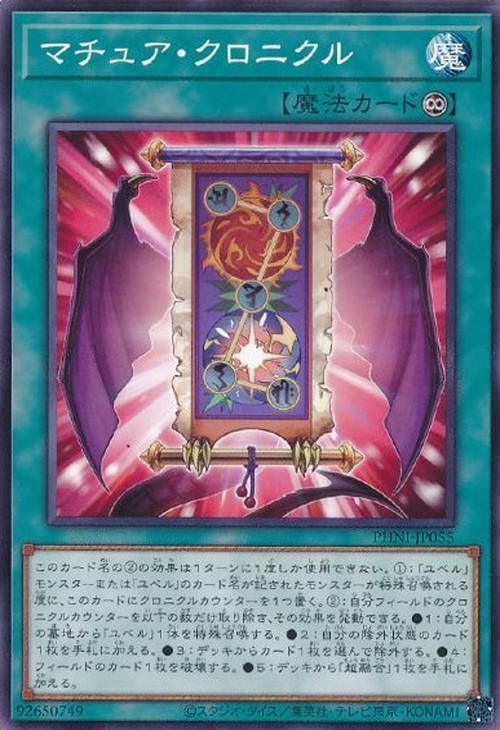 マチュア・クロニクル
魔
【魔法カード】
PHNI-JP055
このカード名の②の効果は1ターンに1度しか使用できない。①:「ユベル」
モンスターまたは「ユベル」のカード名が記されたモンスターが特殊召喚される
度に、このカードにクロニクルカウンターを1つ置く。②:自分フィールドのクロ
ニクルカウンターを以下の数だけ取り除き、その効果を発動できる。●1:自分
の墓地から「ユベル」1体を特殊召喚する。●2:自分の除外状態のカード
1枚を手札に加える。●3:デッキからカード1枚を選んで除外する。●4:
フィールドのカード1枚を破壊する。●5:デッキから「超融合」1枚を手札に
加える。
92650749
©スタジオ・ダイス/集英社・テレビ東京・KONAMI